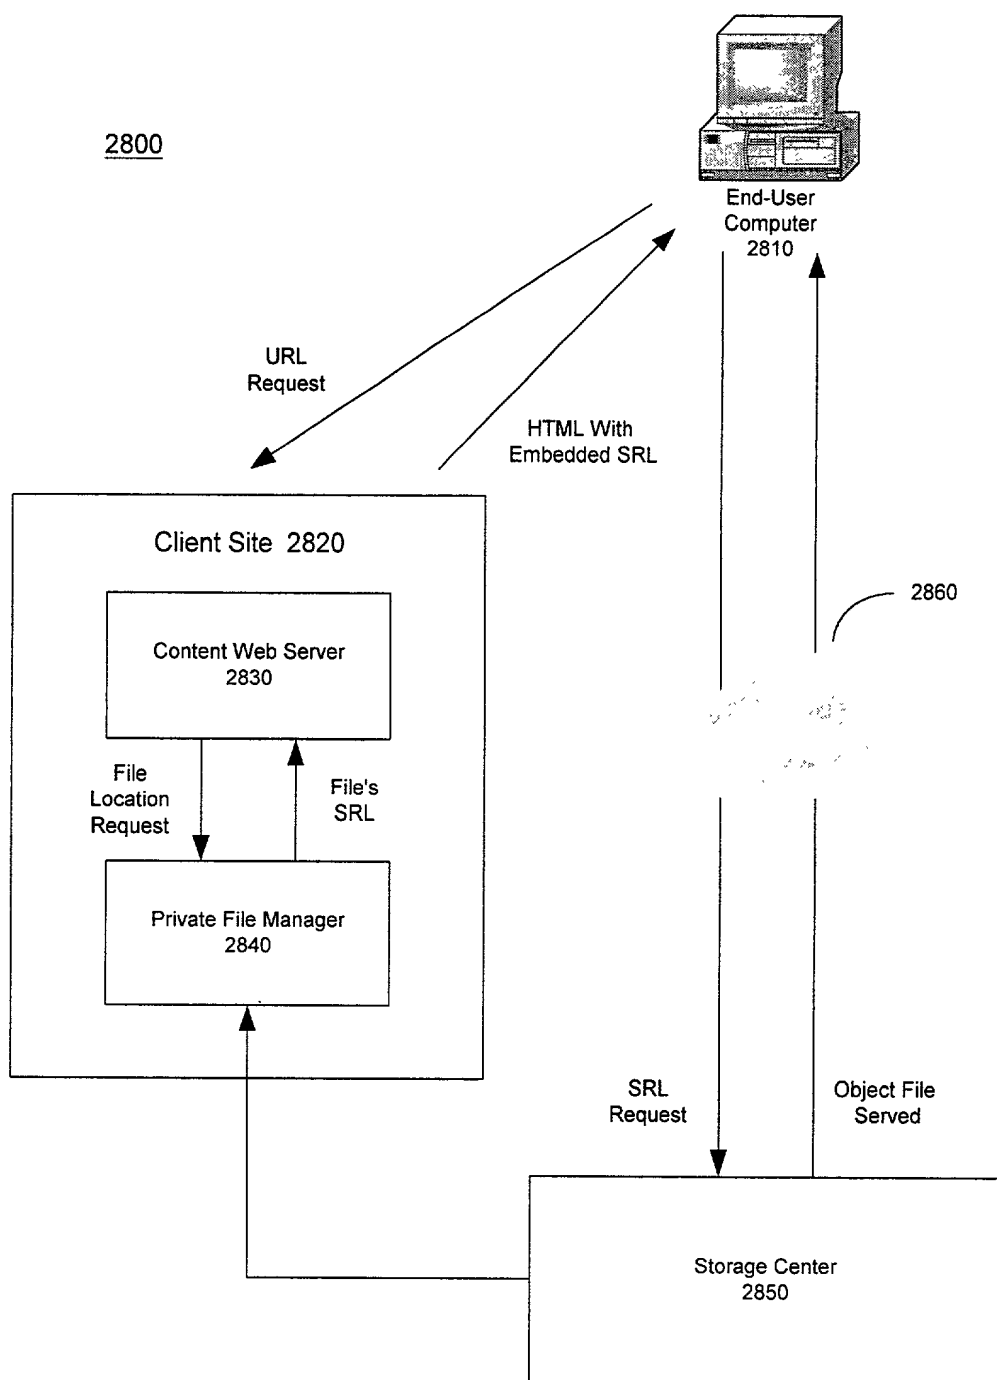 2800
End-User
Computer
2810
URL
Request
HTML With
Embedded SRL
Client Site 2820
2860
Content Web Server
2830
File
Location
Request
File's
SRL
Private File Manager
2840
SRL
Request
Object File
Served
Storage Center
2850